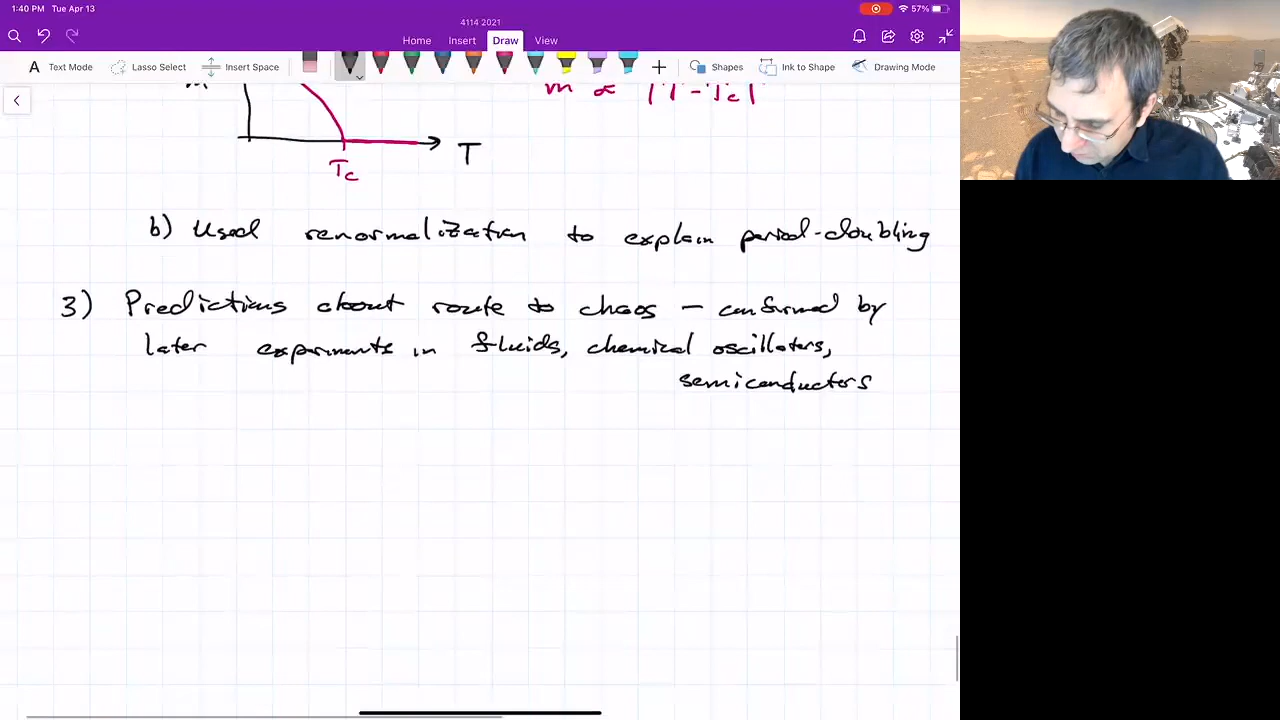 1:40 PM Tue Apr 13
57%
4114 2021
Home Insert Draw View
Text Mode Lasso Select Insert Space Shapes Ink to Shape Drawing Mode
m ∝ |T - Tc|
Tc
T
b) Used renormalization to explain period-doubling
3) Predictions about route to chaos - confirmed by
later experiments in fluids, chemical oscillators,
semiconductors